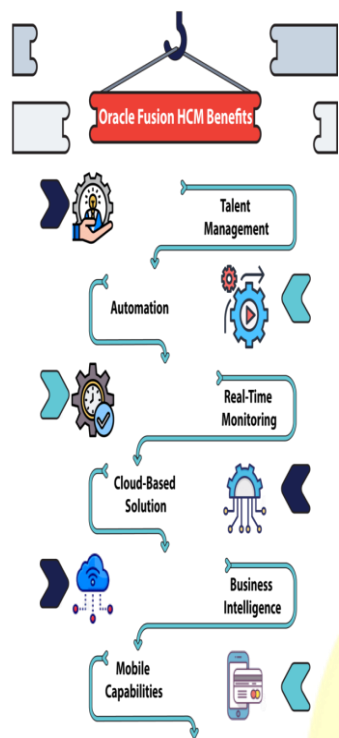 Oracle Fusion HCM Benefits
Talent
Management
Automation
Real-Time
Monitoring
Cloud-Based
Solution
Business
Intelligence
Mobile
Capabilities